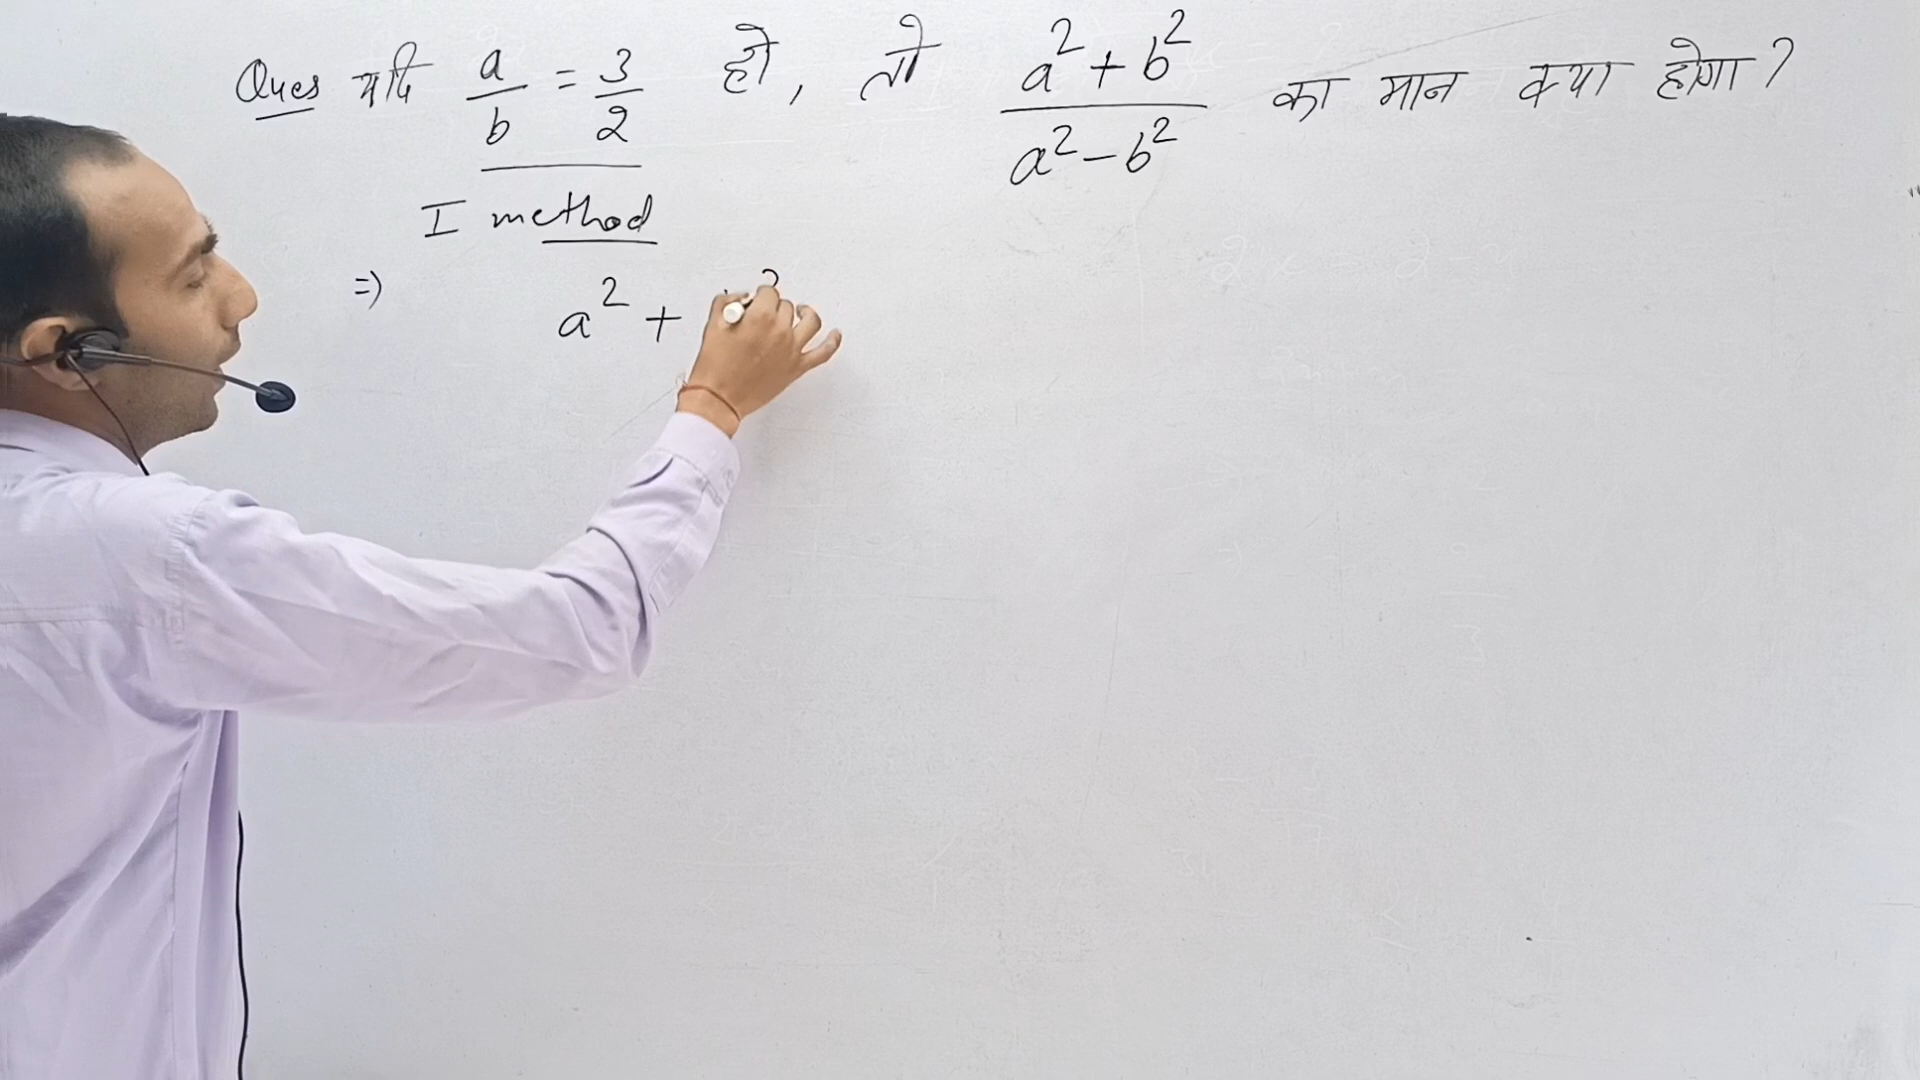 Ques यदि a/b = 3/2 हो, तो (a² + b²)/(a² - b²) का मान क्या होगा?
I method
=> a² +